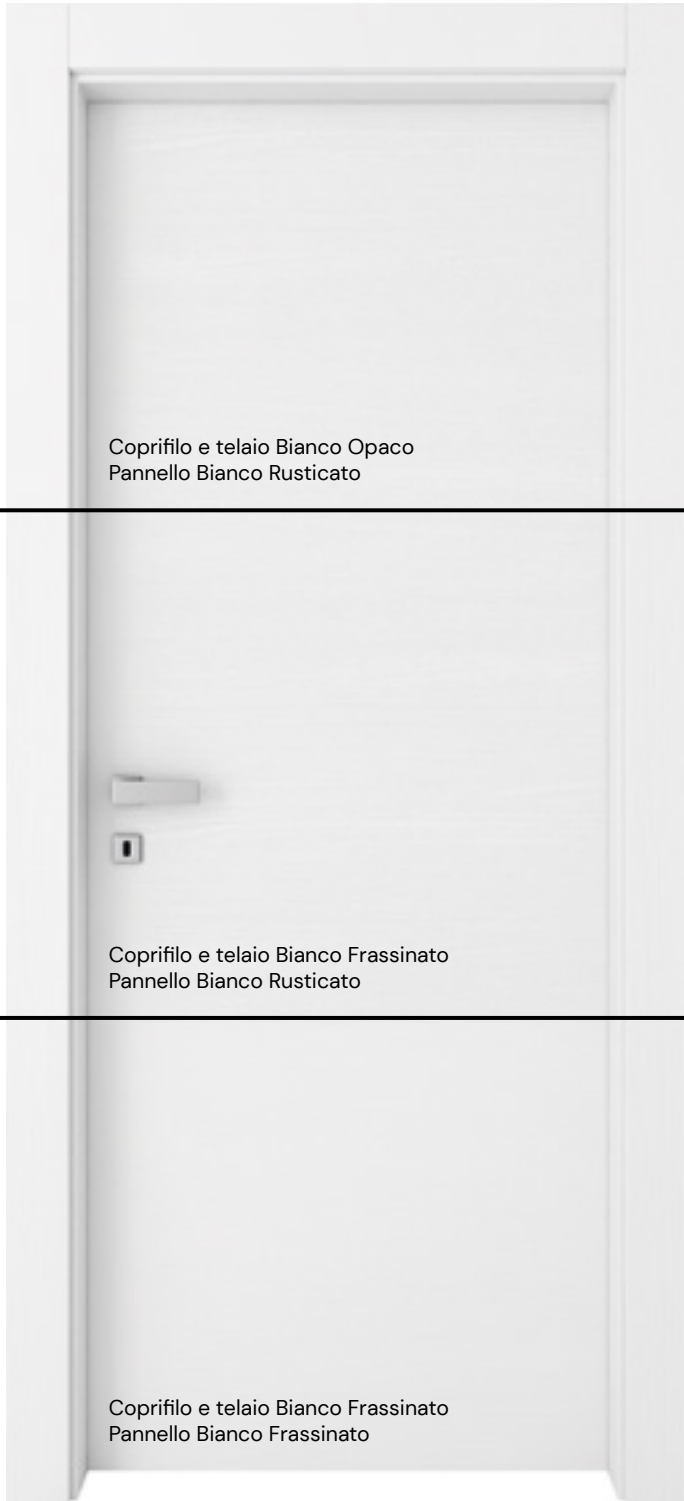 Coprifilo e telaio Bianco Opaco
Pannello Bianco Rusticato
Coprifilo e telaio Bianco Frassinato
Pannello Bianco Rusticato
Coprifilo e telaio Bianco Frassinato
Pannello Bianco Frassinato